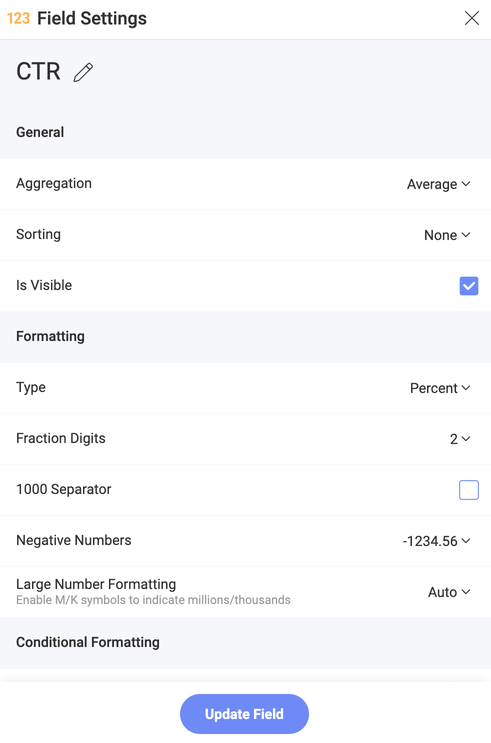 123 Field Settings
CTR
General
Aggregation Average
Sorting None
Is Visible
Formatting
Type Percent
Fraction Digits 2
1000 Separator
Negative Numbers -1234.56
Large Number Formatting
Enable M/K symbols to indicate millions/thousands
Auto
Conditional Formatting
Update Field